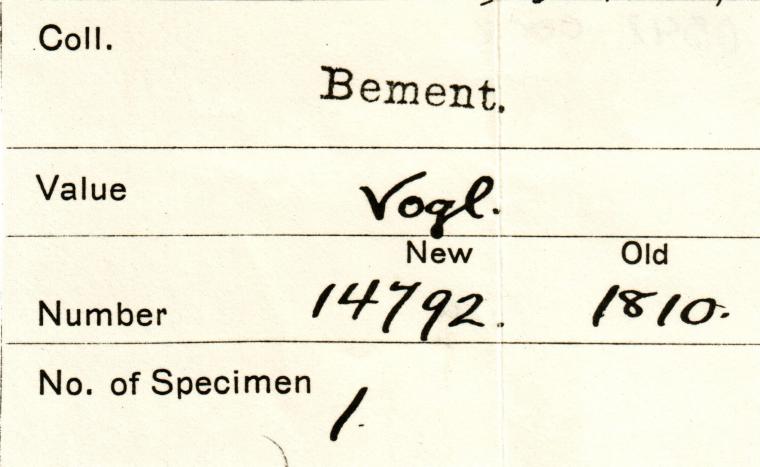 Coll.
Bement.
Value Vogl.
New Old
Number 14792. 1810.
No. of Specimen 1.